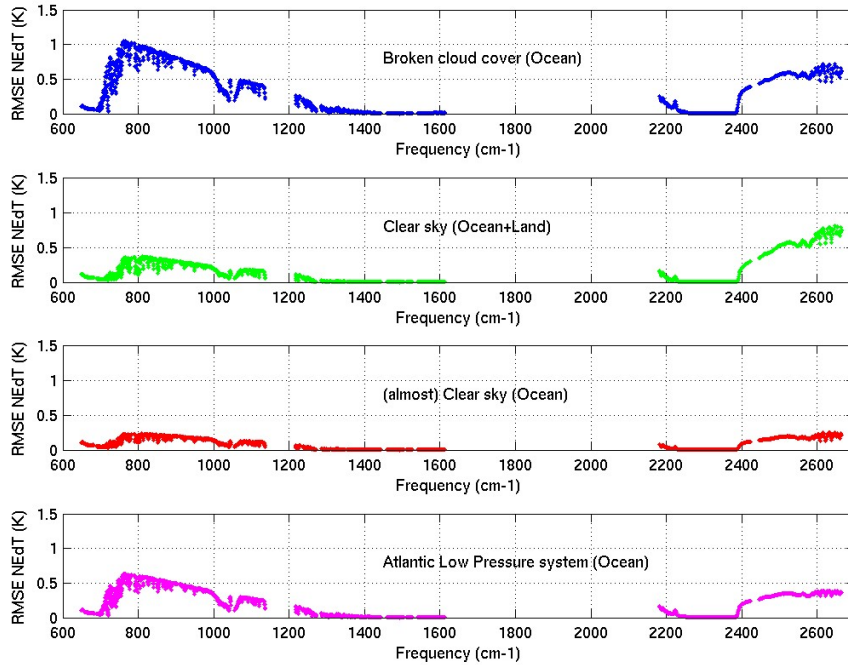 RMSE NEdT (K)
1.5
1
0.5
0
Broken cloud cover (Ocean)
600 800 1000 1200 1400 1600 1800 2000 2200 2400 2600
Frequency (cm-1)
RMSE NEdT (K)
1.5
1
0.5
0
Clear sky (Ocean+Land)
600 800 1000 1200 1400 1600 1800 2000 2200 2400 2600
Frequency (cm-1)
RMSE NEdT (K)
1.5
1
0.5
0
(almost) Clear sky (Ocean)
600 800 1000 1200 1400 1600 1800 2000 2200 2400 2600
Frequency (cm-1)
RMSE NEdT (K)
1.5
1
0.5
0
Atlantic Low Pressure system (Ocean)
600 800 1000 1200 1400 1600 1800 2000 2200 2400 2600
Frequency (cm-1)